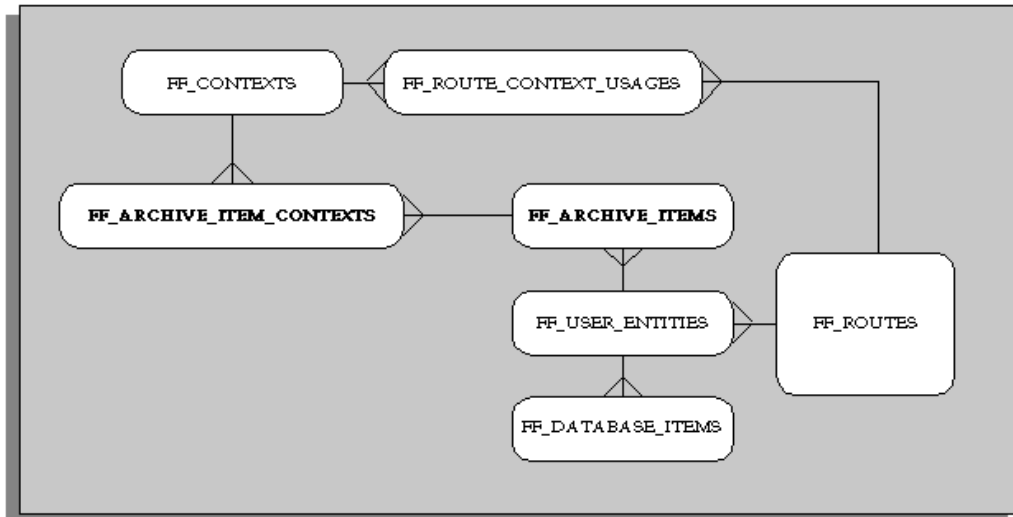 FF_CONTEXTS
FF_ROUTE_CONTEXT_USAGES
FF_ARCHIVE_ITEM_CONTEXTS
FF_ARCHIVE_ITEMS
FF_USER_ENTITIES
FF_ROUTES
FF_DATABASE_ITEMS